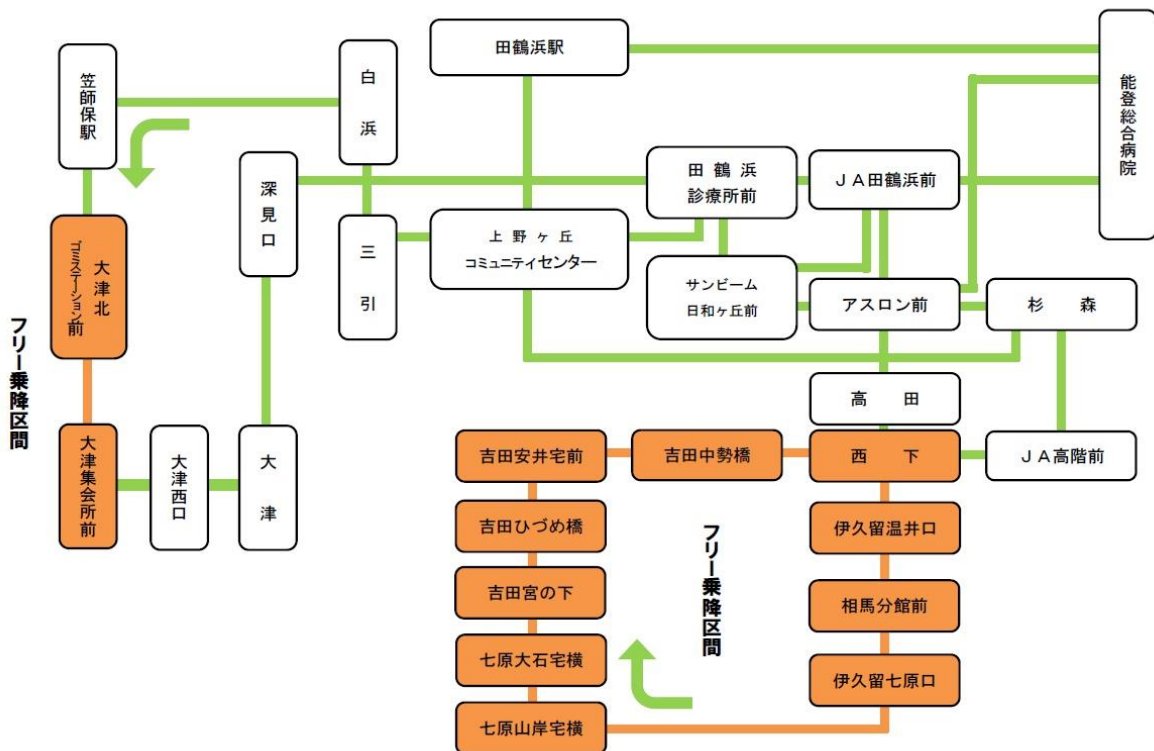 田鶴浜駅
能登総合病院
白浜
笠師保駅
深見口
田鶴浜
診療所前
ＪＡ田鶴浜前
大津北
ゴミステーション前
三引
上野ヶ丘
コミュニティセンター
サンビーム
日和ヶ丘前
アスロン前
杉森
フリー乗降区間
高田
大津集会所前
大津西口
大津
吉田安井宅前
吉田中勢橋
西下
ＪＡ高階前
吉田ひづめ橋
伊久留温井口
フリー乗降区間
吉田宮の下
相馬分館前
七原大石宅横
伊久留七原口
七原山岸宅横